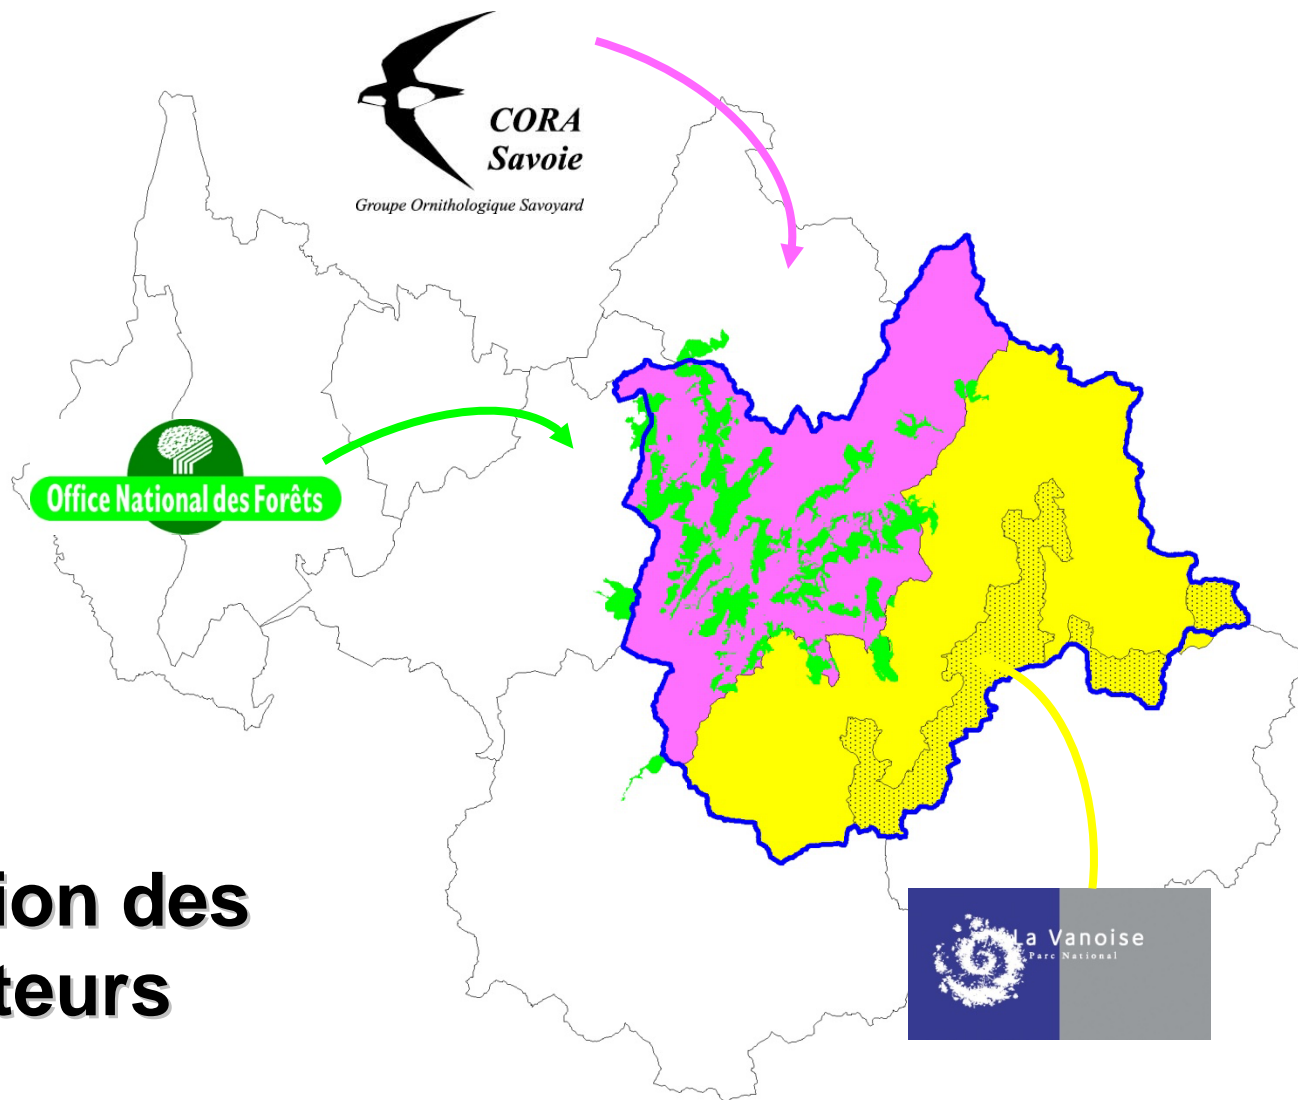 CORA
Savoie
Groupe Ornithologique Savoyard
Office National des Forêts
La Vanoise
Parc National
ion des
teurs